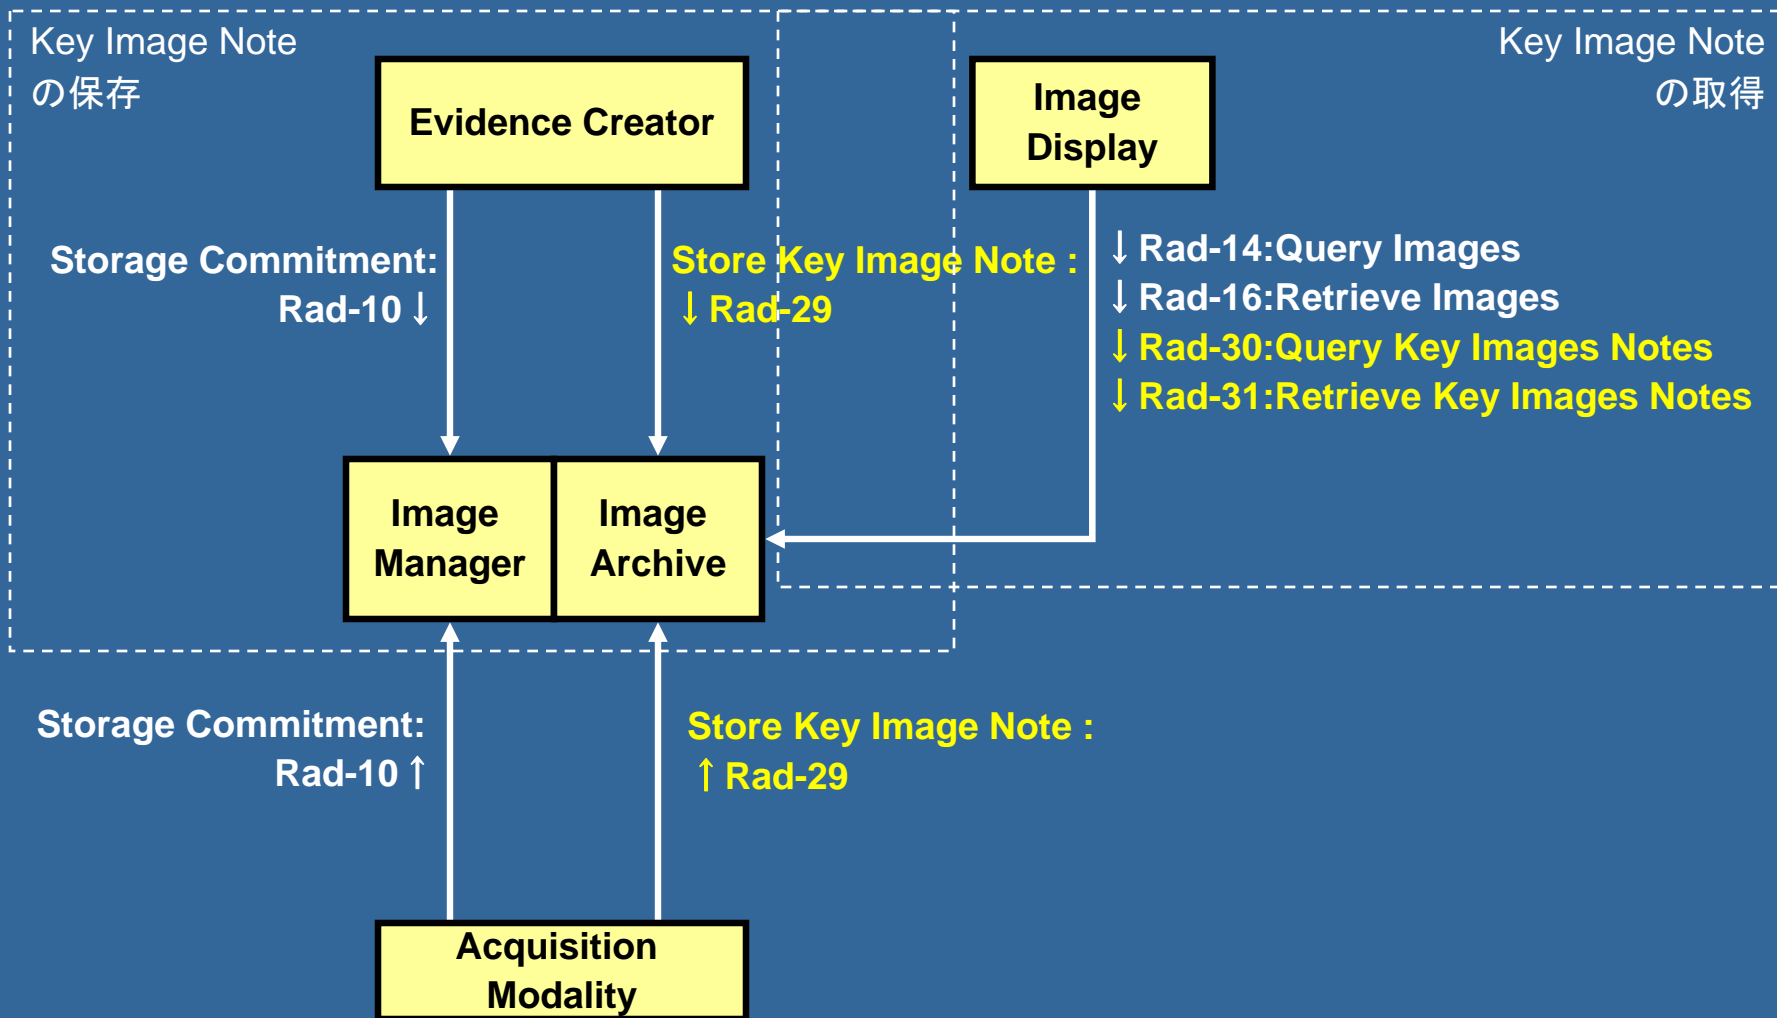 Key Image Note
の保存
Key Image Note
の取得
Evidence Creator
Image
Display
Storage Commitment:
Rad-10 ↓
Store Key Image Note :
↓ Rad-29
↓ Rad-14:Query Images
↓ Rad-16:Retrieve Images
↓ Rad-30:Query Key Images Notes
↓ Rad-31:Retrieve Key Images Notes
Image
Manager
Image
Archive
Storage Commitment:
Rad-10 ↑
Store Key Image Note :
↑ Rad-29
Acquisition
Modality